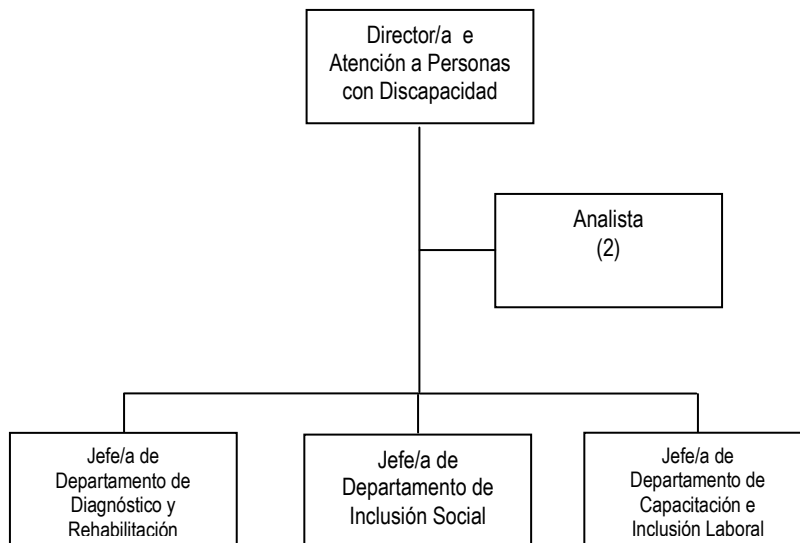 Director/a e
Atención a Personas
con Discapacidad
Analista
(2)
Jefe/a de
Departamento de
Diagnóstico y
Rehabilitación
Jefe/a de
Departamento de
Inclusión Social
Jefe/a de
Departamento de
Capacitación e
Inclusión Laboral